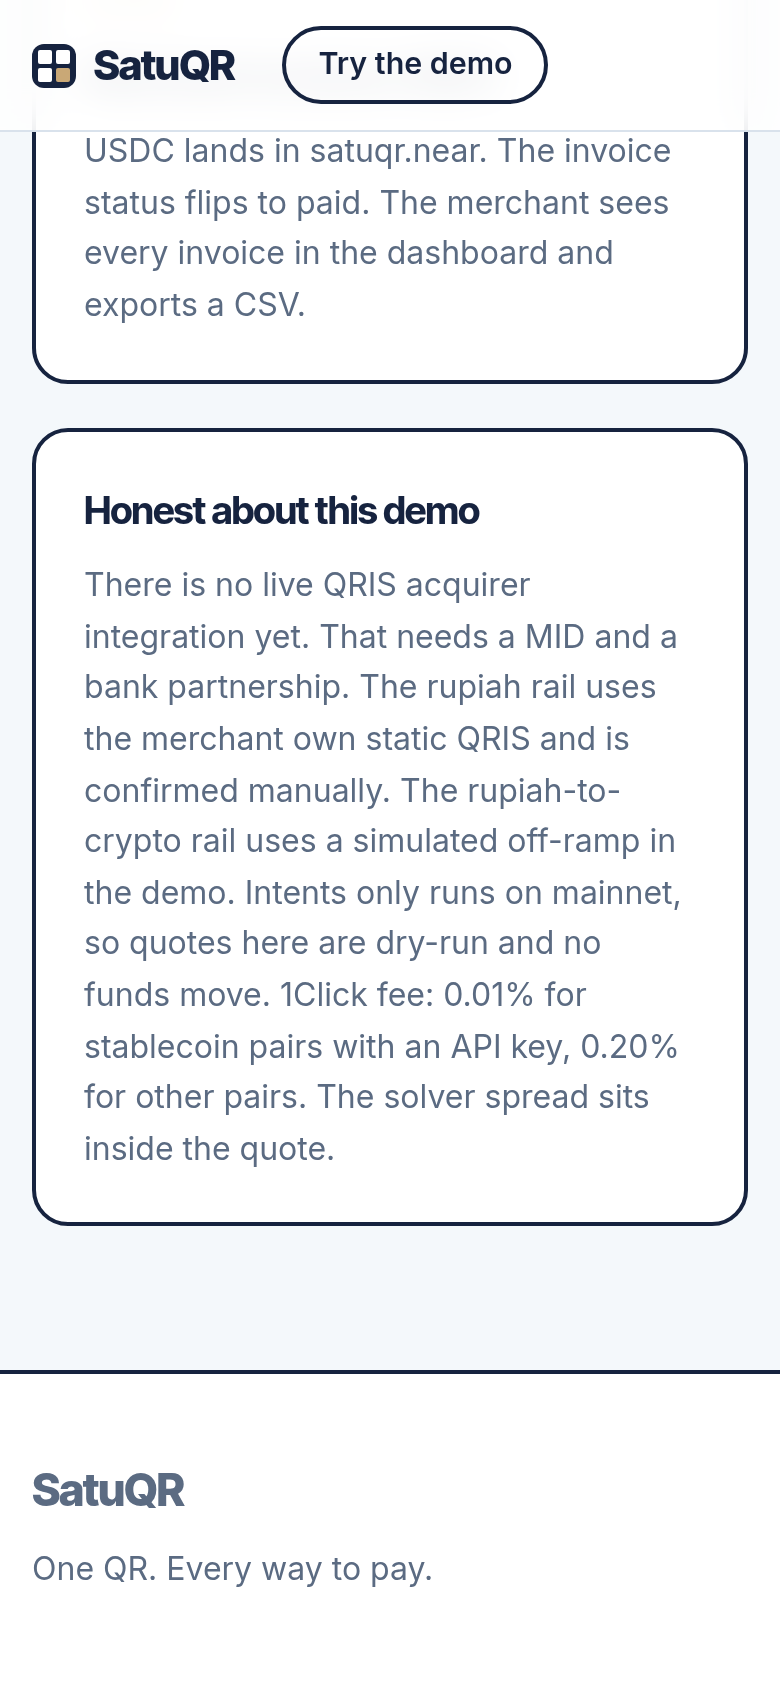 SatuQR
Try the demo
USDC lands in satuqr.near. The invoice
status flips to paid. The merchant sees
every invoice in the dashboard and
exports a CSV.
Honest about this demo
There is no live QRIS acquirer
integration yet. That needs a MID and a
bank partnership. The rupiah rail uses
the merchant own static QRIS and is
confirmed manually. The rupiah-to-
crypto rail uses a simulated off-ramp in
the demo. Intents only runs on mainnet,
so quotes here are dry-run and no
funds move. 1Click fee: 0.01% for
stablecoin pairs with an API key, 0.20%
for other pairs. The solver spread sits
inside the quote.
SatuQR
One QR. Every way to pay.